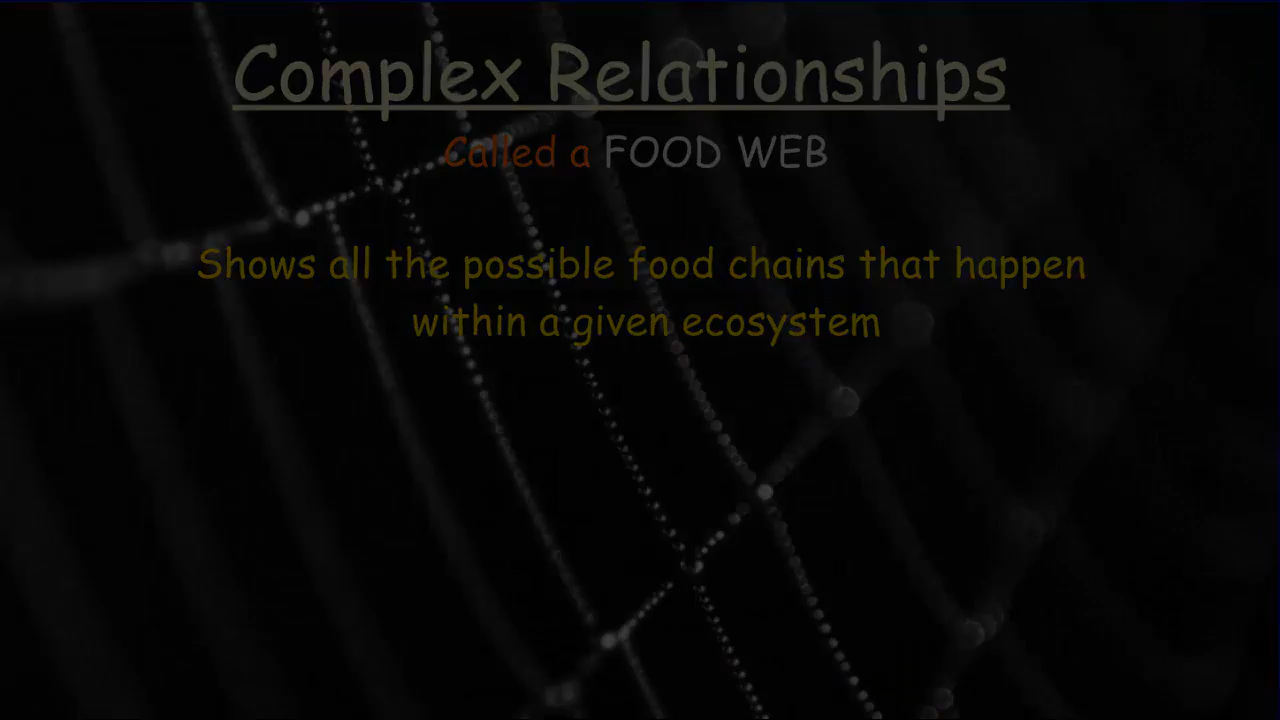 Complex Relationships
Called a FOOD WEB
Shows all the possible food chains that happen
within a given ecosystem